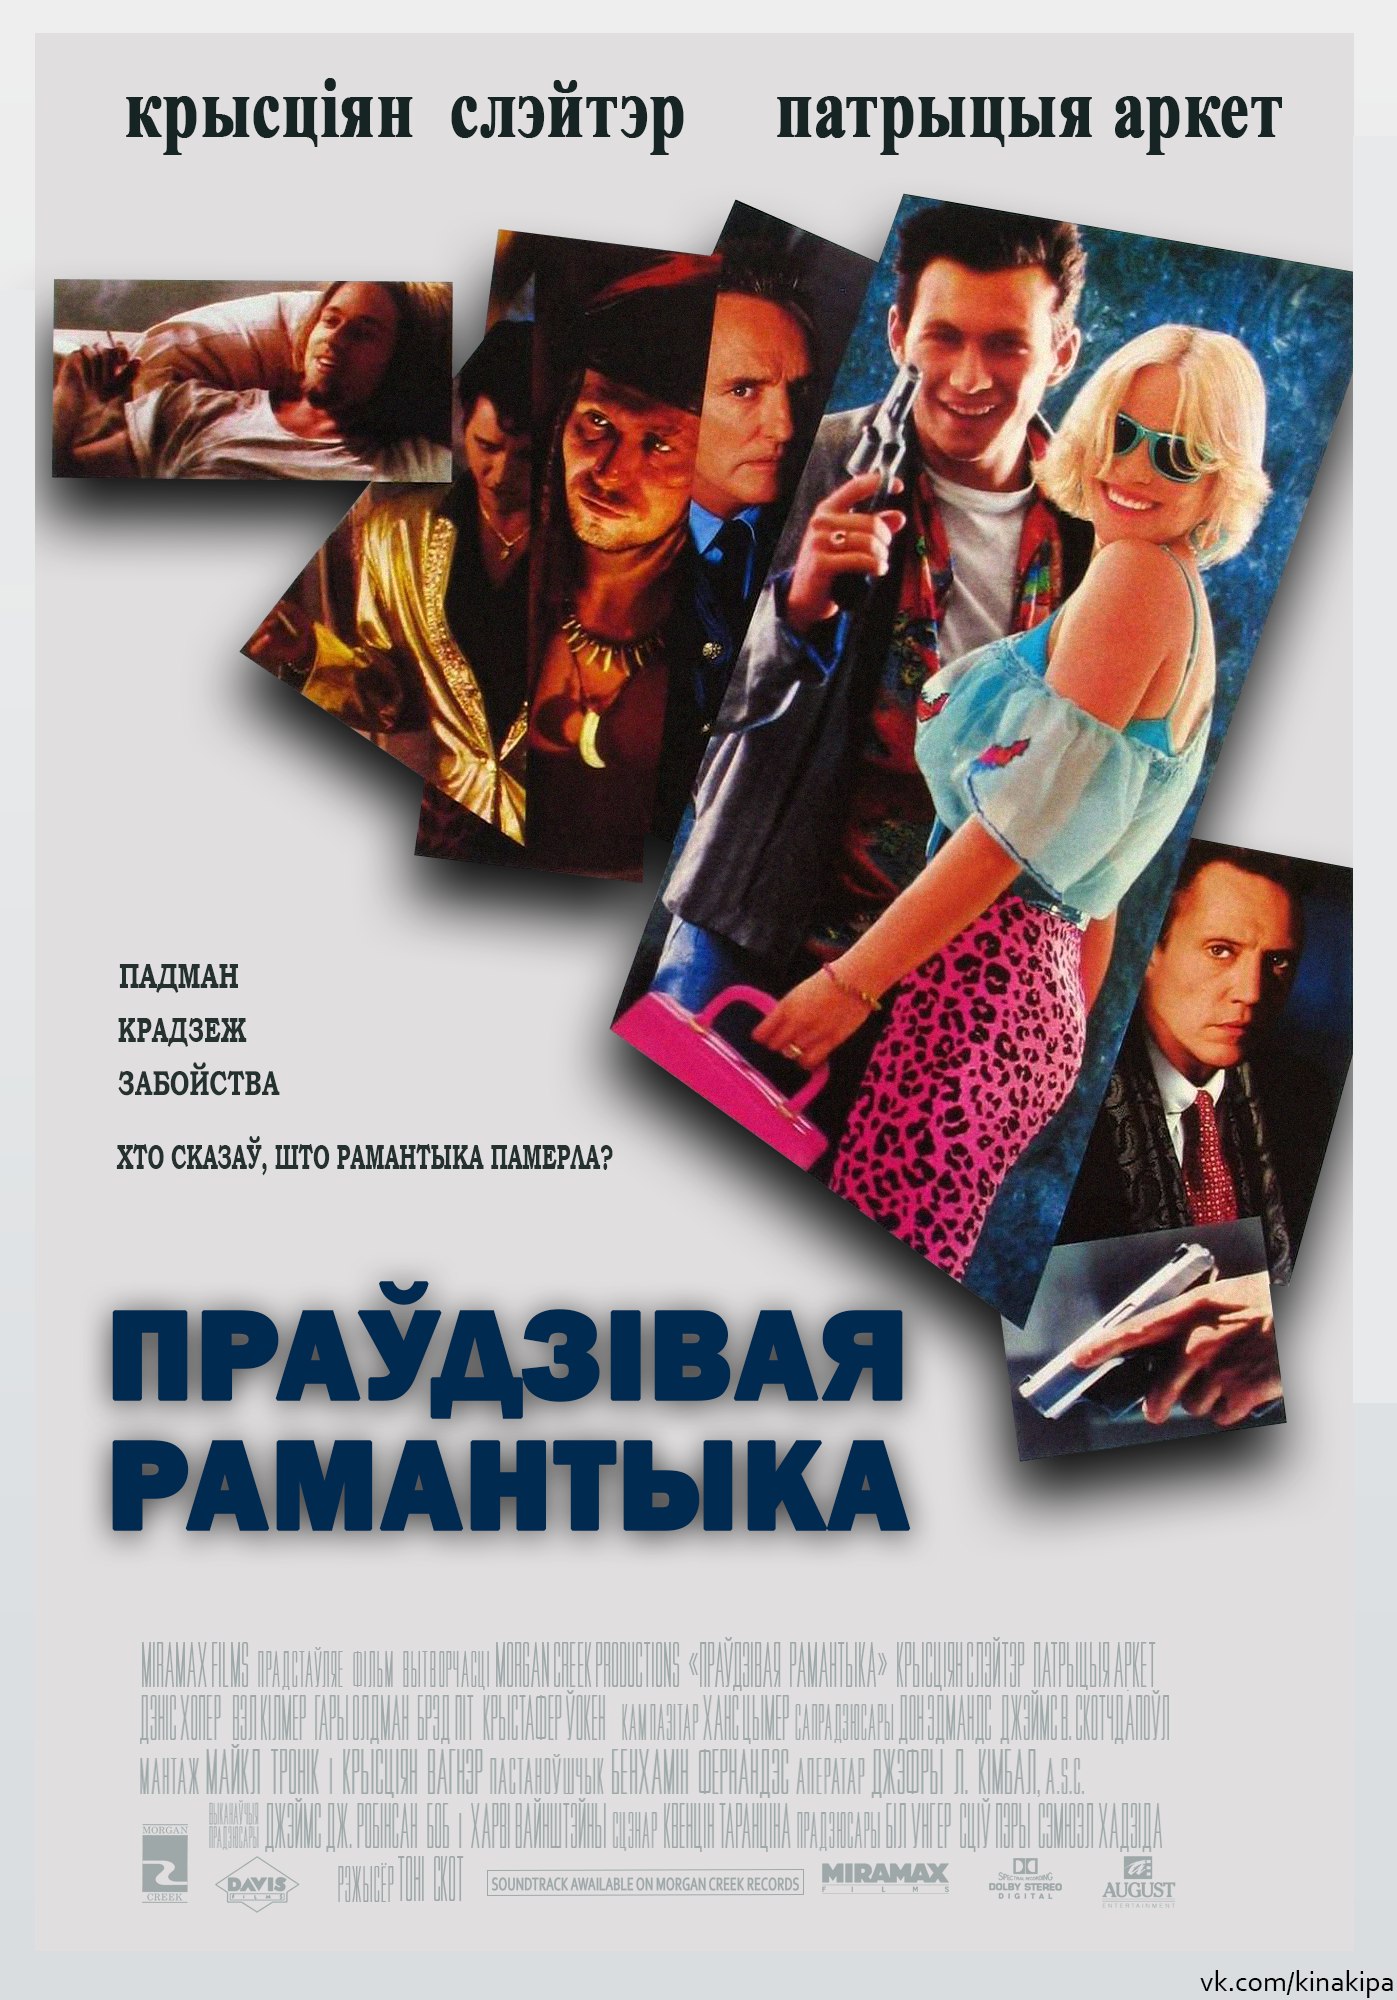 крысціян слэйтэр патрыцыя аркет
ПАДМАН
КРАДЗЕЖ
ЗАБОЙСТВА
ХТО СКАЗАЎ, ШТО РАМАНТЫКА ПАМЕРЛА?
ПРАЎДЗІВАЯ
РАМАНТЫКА
MIRAMAX FILMS ПРАДСТАЎЛЯЕ ФІЛЬМ ВЫТВОРЧАСЦІ MORGAN CREEK PRODUCTIONS «ПРАЎДЗІВАЯ РАМАНТЫКА» КРЫСЦІЯН СЛЭЙТЭР ПАТРЫЦЫЯ АРКЕТ
ДЭНІС ХОПЕР ВЭЛ КІЛМЕР ГАРЫ ОЛДМАН БРЭД ПІТ КРЫСТАФЕР ЎОКЕН КАМПАЗІТАР ХАНС ЦЫМЕР САПРАДЗЮСАРЫ ДОН ЭДМАНДС ДЖЭЙМС В. СКОТЧДАПОЎЛ
МАНТАЖ МАЙКЛ ТРОНІК І КРЫСЦІЯН ВАГНЭР ПАСТАНОЎШЧЫК БЕНХАМІН ФЕРНАНДЭС АПЕРАТАР ДЖЭФРЫ Л. КІМБАЛ, A.S.C.
ВЫКАНАЎЧЫЯ ПРАДЗЮСАРЫ ДЖЭЙМС ДЖ. РОБІНСАН БОБ І ХАРВІ ВАЙНШТЭЙНЫ СЦЭНАР КВЕНЦІН ТАРАНЦІНА ПРАДЗЮСАРЫ БІЛ УНГЕР СЦІЎ ПЭРЫ СЭМЮЭЛ ХАДЗІДА
РЭЖЫСЁР ТОНІ СКОТ
MORGAN
CREEK
DAVIS
FILMS
SOUNDTRACK AWAILABLE ON MORGAN CREEK RECORDS
MIRAMAX
FILMS
SPECTRAL RECORDING
DOLBY STEREO
DIGITAL
AUGUST
ENTERTAINMENT
vk.com/kinakipa